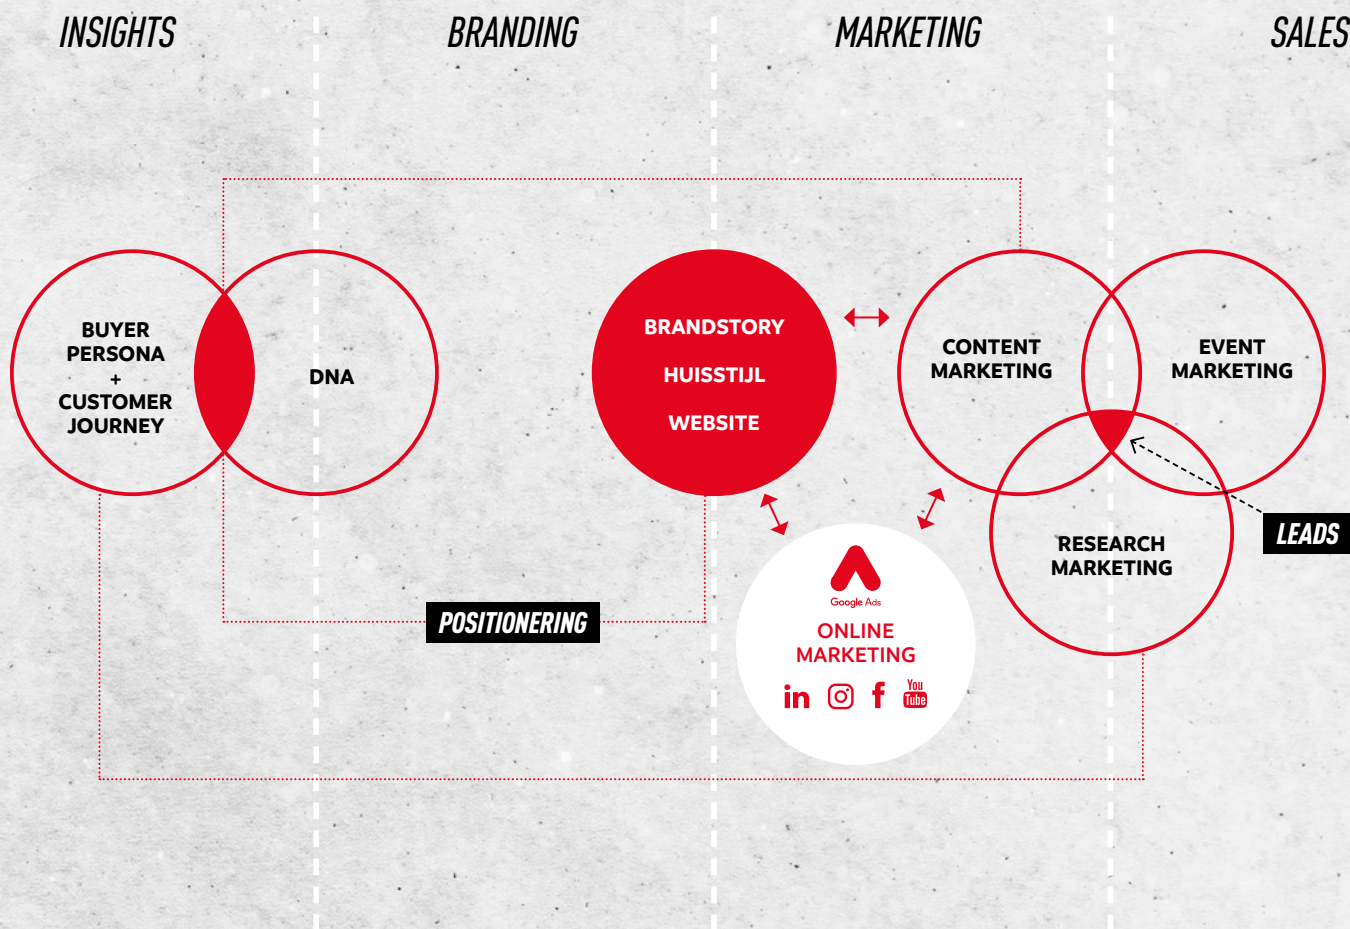 INSIGHTS
BRANDING
MARKETING
SALES
BUYER
PERSONA
+
CUSTOMER
JOURNEY
DNA
BRANDSTORY
HUISSTIJL
WEBSITE
CONTENT
MARKETING
EVENT
MARKETING
RESEARCH
MARKETING
LEADS
POSITIONERING
Google Ads
ONLINE
MARKETING
in
f
You
Tube